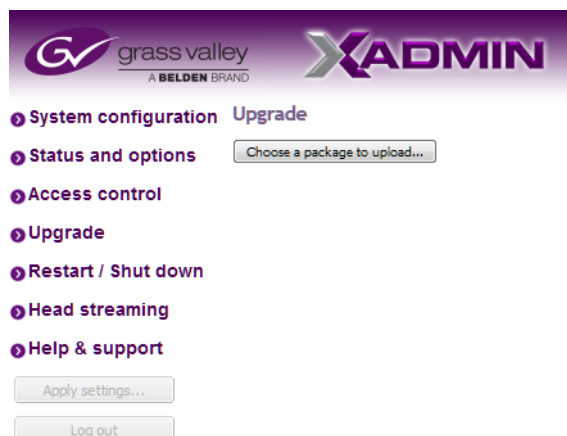 GV grass valley
A BELDEN BRAND
XADMIN
System configuration
Status and options
Access control
Upgrade
Restart / Shut down
Head streaming
Help & support
Apply settings...
Log out
Upgrade
Choose a package to upload...